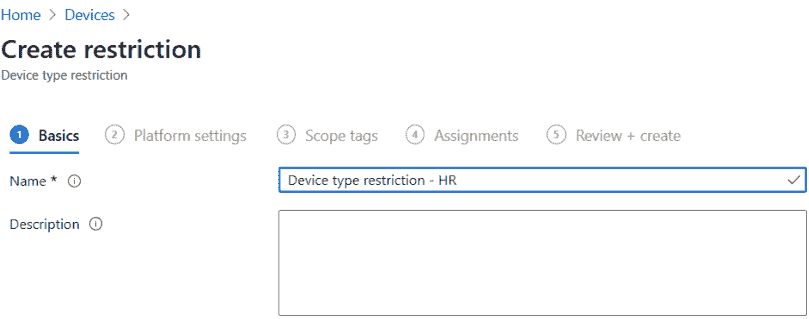 Home > Devices >
Create restriction
Device type restriction
1 Basics 2 Platform settings 3 Scope tags 4 Assignments 5 Review + create
Name * Device type restriction - HR
Description